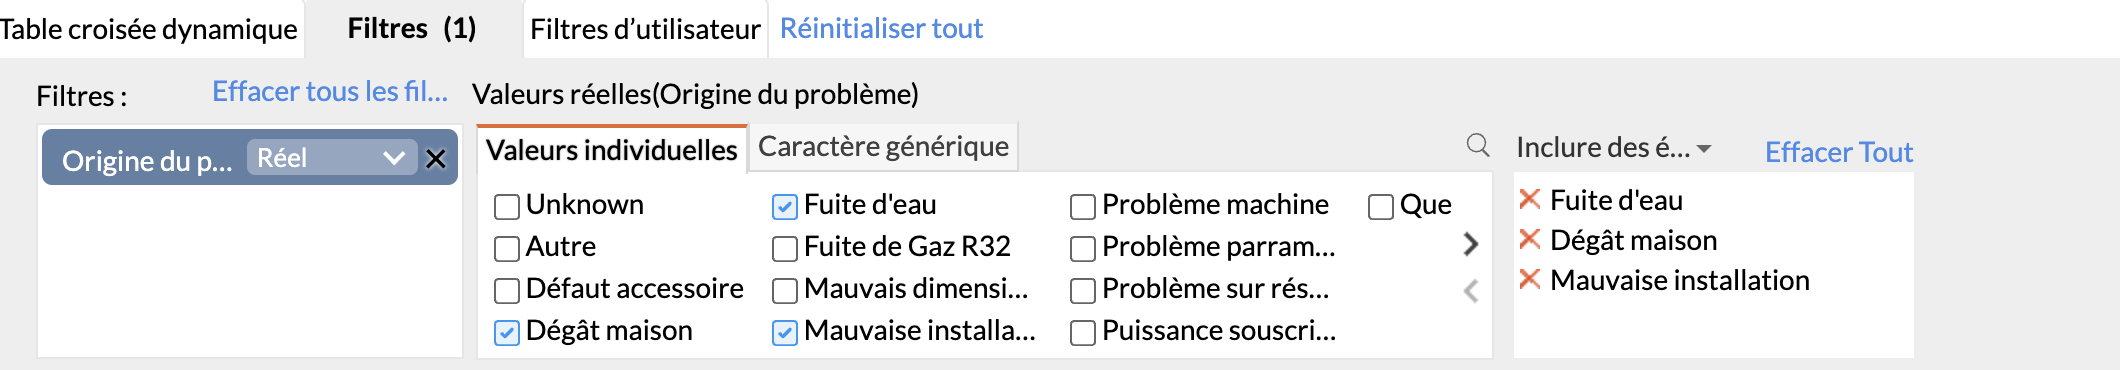 Table croisée dynamique
Filtres (1)
Filtres d’utilisateur
Réinitialiser tout
Filtres :
Effacer tous les fil...
Valeurs réelles(Origine du problème)
Origine du p...
Réel
Valeurs individuelles
Caractère générique
Inclure des é...
Effacer Tout
Unknown
Autre
Défaut accessoire
Dégât maison
Fuite d'eau
Fuite de Gaz R32
Mauvais dimensi...
Mauvaise installa...
Problème machine
Problème parram...
Problème sur rés...
Puissance souscri...
Que
Fuite d'eau
Dégât maison
Mauvaise installation